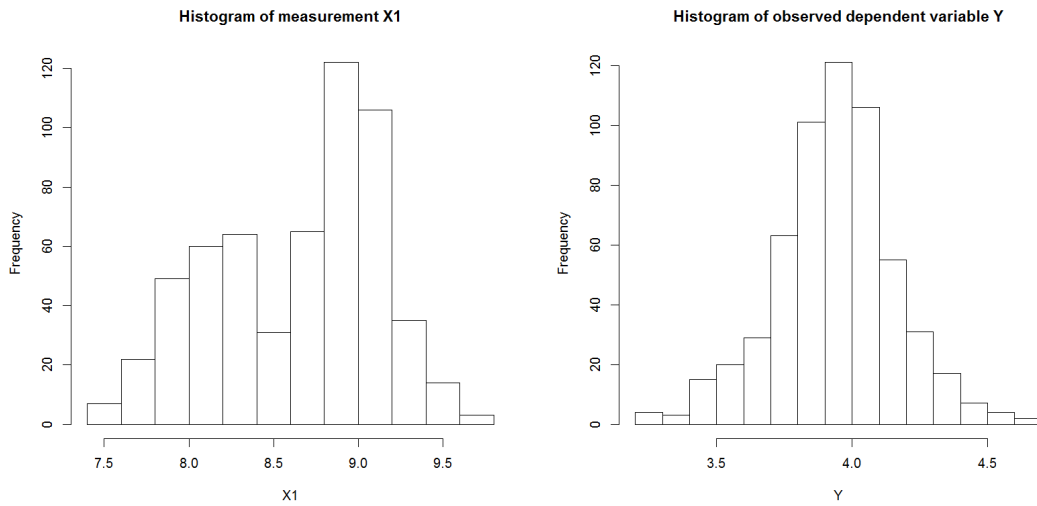 Histogram of measurement X1
Frequency
0
20
40
60
80
100
120
7.5 8.0 8.5 9.0 9.5
X1
Histogram of observed dependent variable Y
Frequency
0
20
40
60
80
100
120
3.5 4.0 4.5
Y